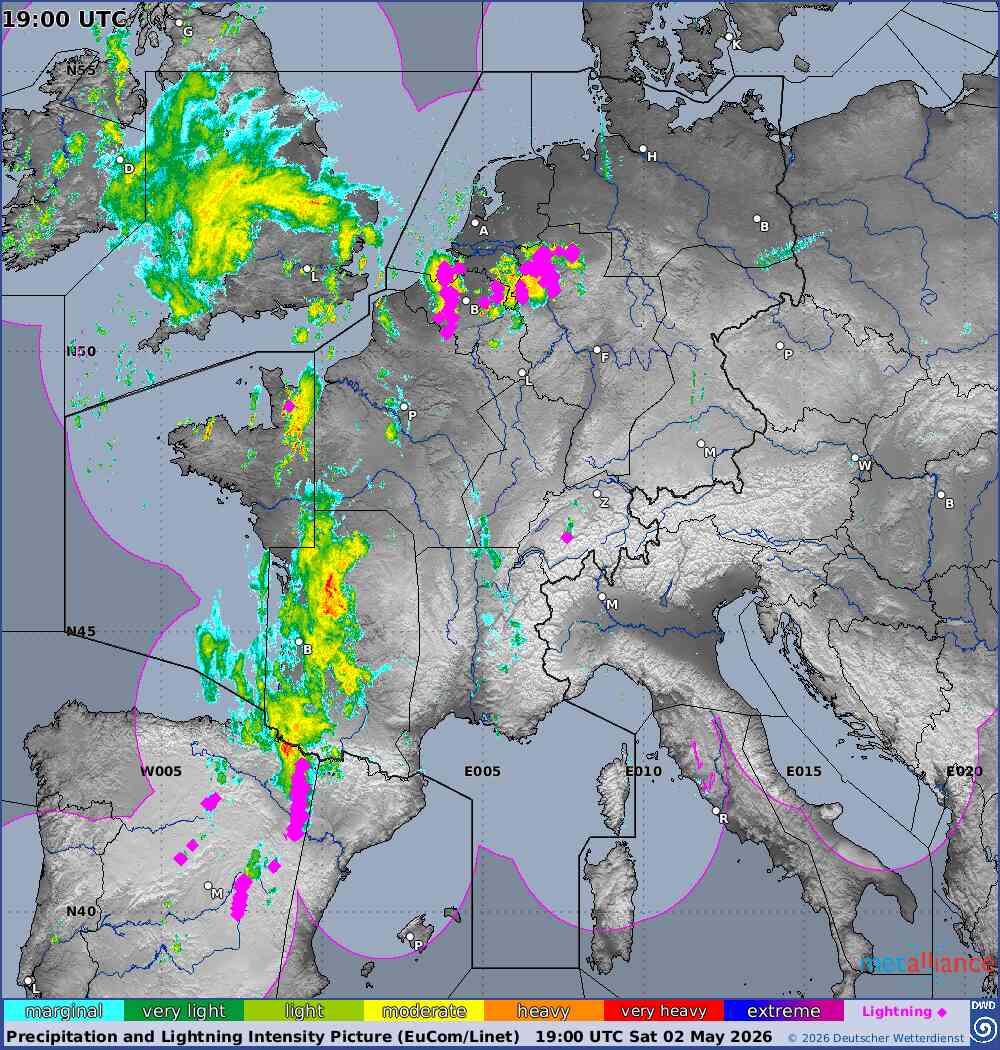 19:00 UTC
G
K
N55
D
H
A
B
L
B
N50
F
P
L
P
M
W
Z
B
M
N45
B
W005
E005
E010
E015
E020
R
M
N40
P
L
metalliance
marginal very light light moderate heavy very heavy extreme Lightning
DWD
Precipitation and Lightning Intensity Picture (EuCom/Linet) 19:00 UTC Sat 02 May 2026 © 2026 Deutscher Wetterdienst